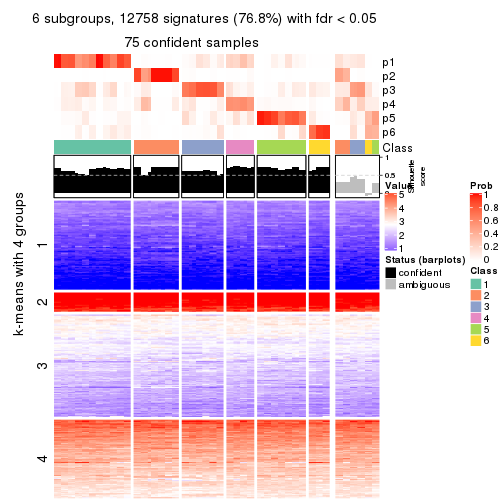 6 subgroups, 12758 signatures (76.8%) with fdr < 0.05
75 confident samples
p1
p2
p3
p4
p5
p6
Class
1
0.5
0
Silhouette
score
k-means with 4 groups
1
2
3
4
Value
5
4
3
2
1
Status (barplots)
confident
ambiguous
Prob
1
0.8
0.6
0.4
0.2
0
Class
1
2
3
4
5
6